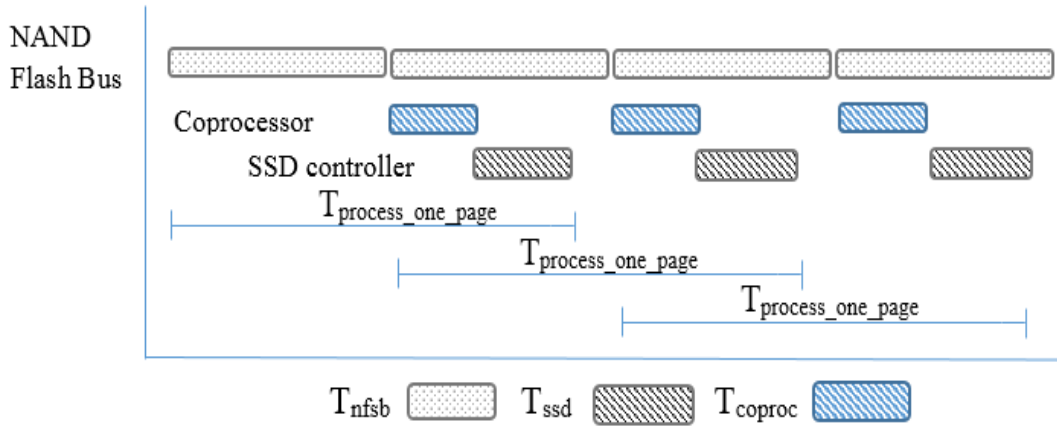 NAND
Flash Bus
Coprocessor
SSD controller
Tprocess_one_page
Tprocess_one_page
Tprocess_one_page
Tnfsb Tssd Tcoproc